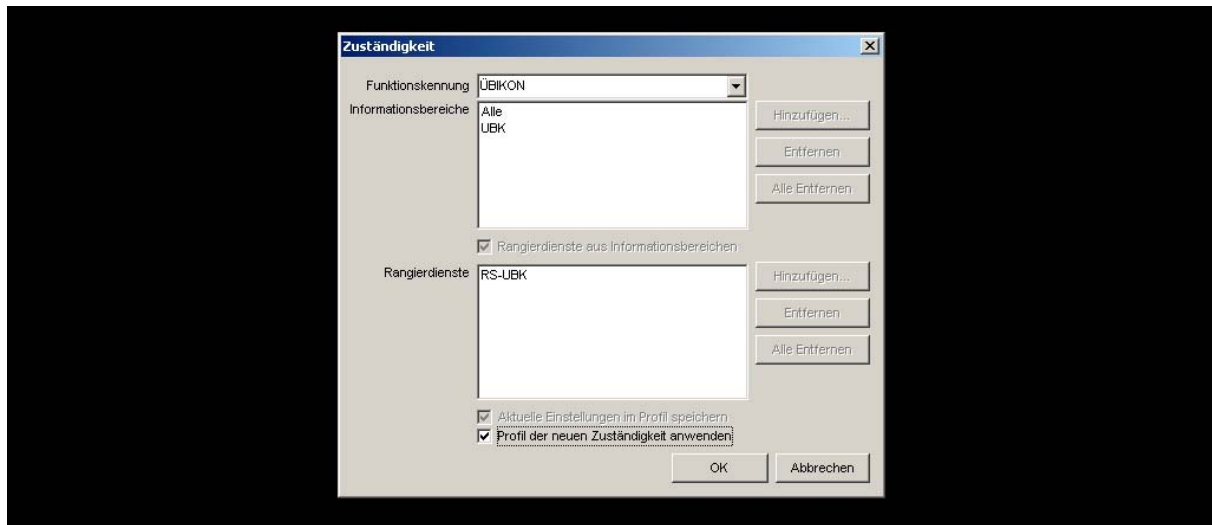 Zuständigkeit
Funktionskennung ÜBIKON
Informationsbereiche Alle
UBK
Hinzufügen...
Entfernen
Alle Entfernen
Rangierdienste aus Informationsbereichen
Rangierdienste RS-UBK
Hinzufügen...
Entfernen
Alle Entfernen
Aktuelle Einstellungen im Profil speichern
Profil der neuen Zuständigkeit anwenden
OK Abbrechen